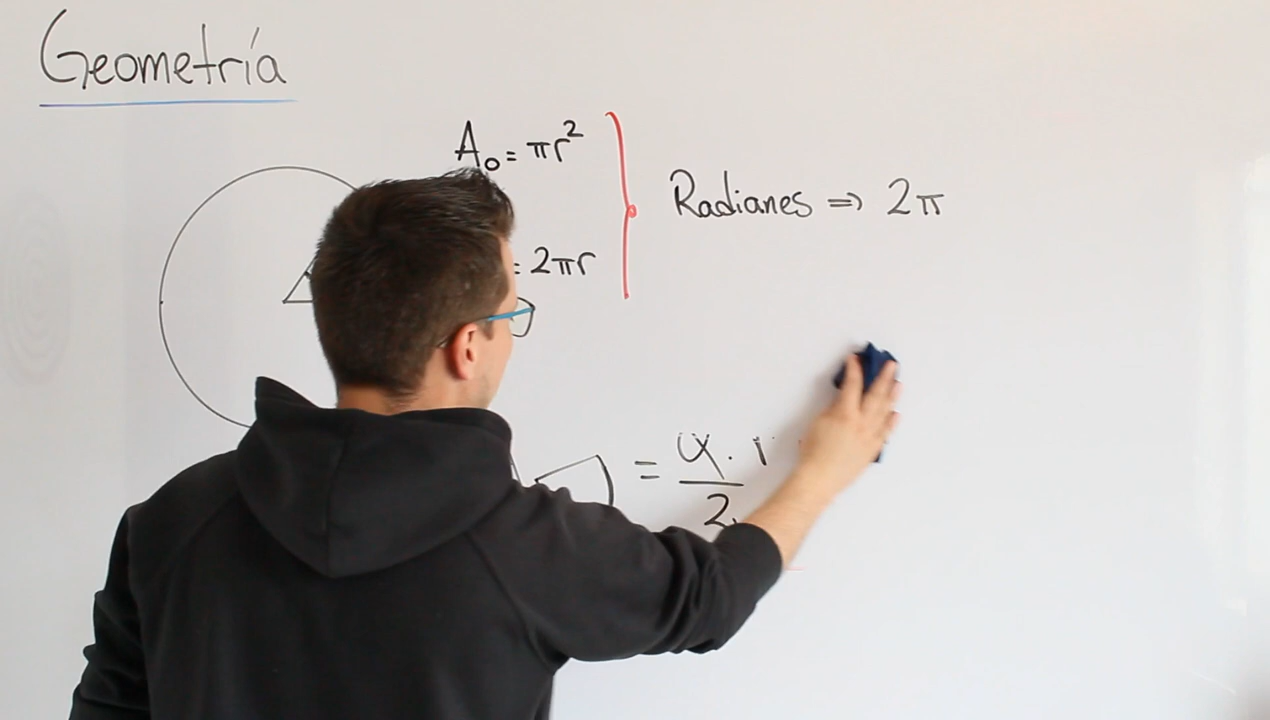 Geometría
A₀ = πr²
Radianes ⇒ 2π
= 2πr
= α ·
2